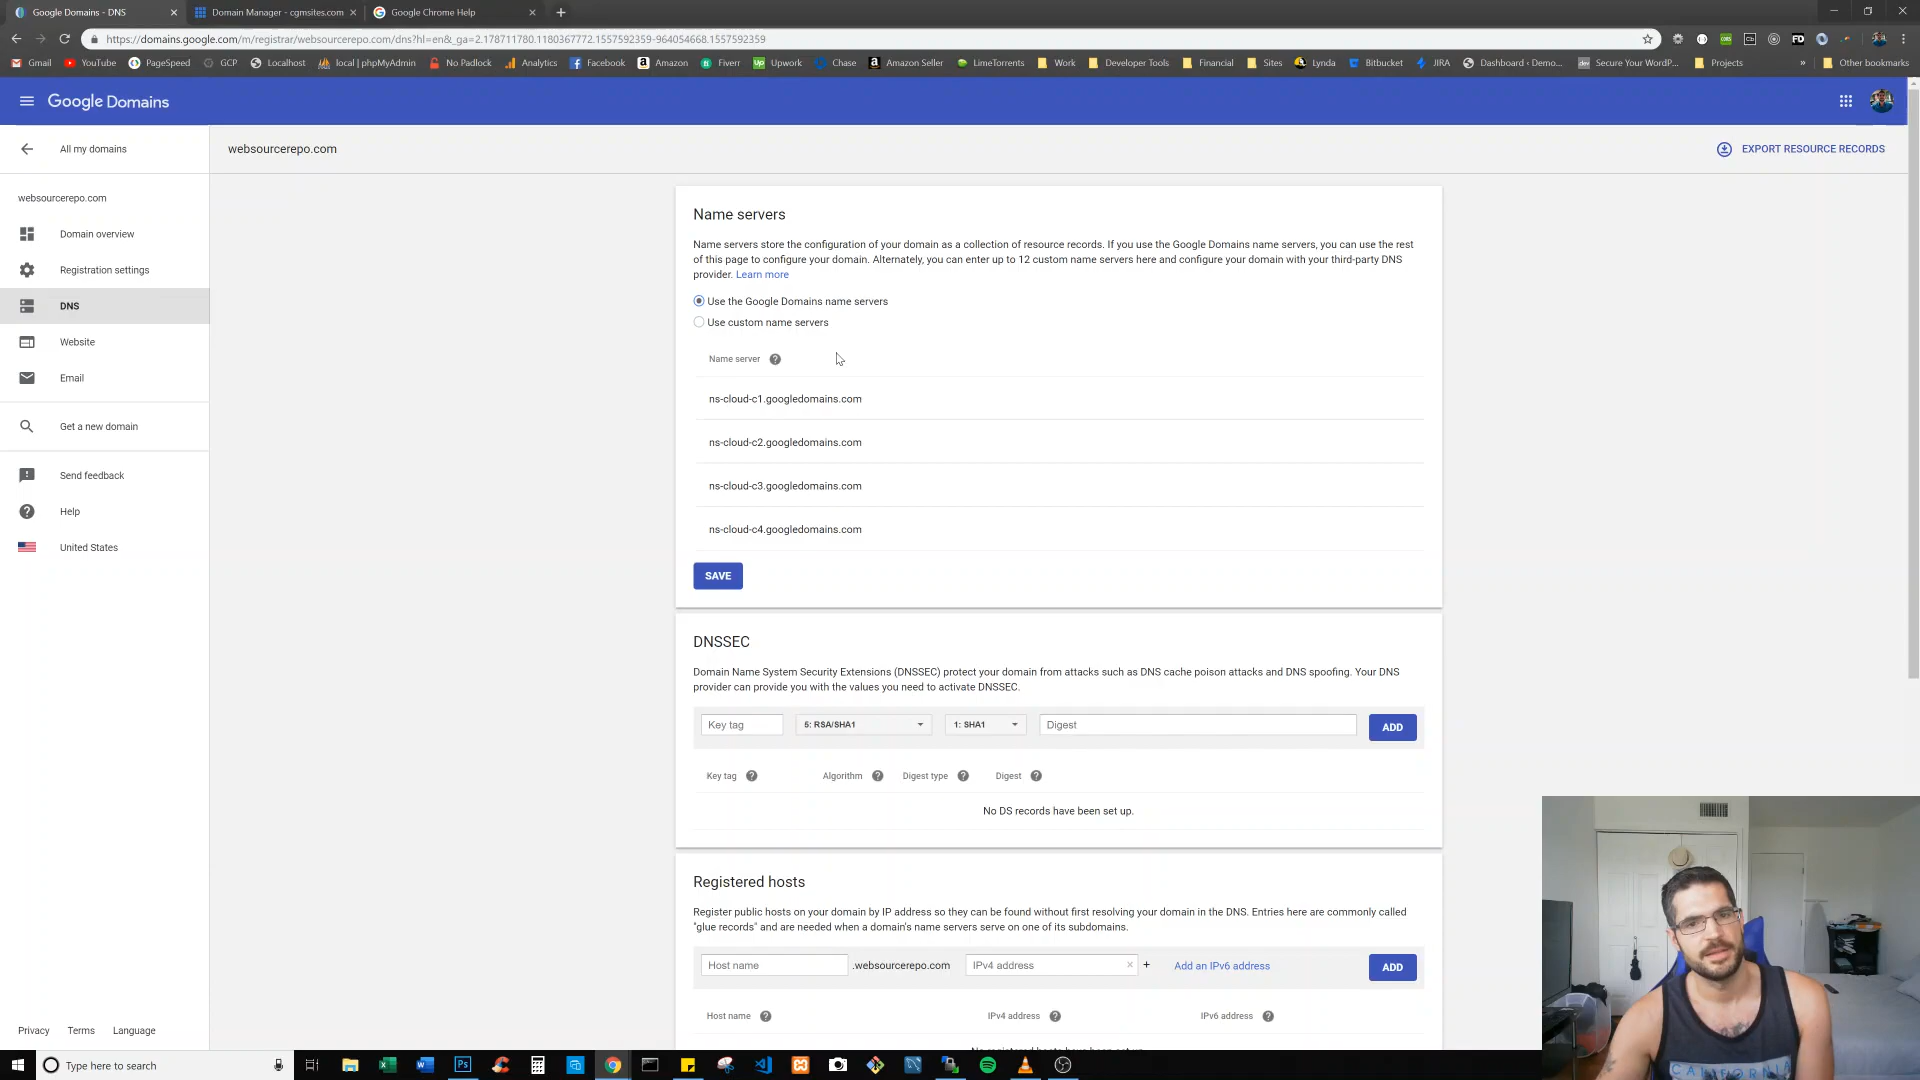 Google Domains - DNS
Domain Manager - cgmsites.com
Google Chrome Help
https://domains.google.com/m/registrar/websourcerepo.com/dns?hl=en&_ga=2.178711780.1180367772.1557592359-964054668.1557592359
Gmail
YouTube
PageSpeed
GCP
Localhost
local | phpMyAdmin
No Padlock
Analytics
Facebook
Amazon
Fiverr
Upwork
Chase
Amazon Seller
LimeTorrents
Work
Developer Tools
Financial
Sites
Lynda
Bitbucket
JIRA
Dashboard ‹ Demo...
Secure Your WordP...
Projects
»
Other bookmarks
Google Domains
All my domains
websourcerepo.com
EXPORT RESOURCE RECORDS
websourcerepo.com
Domain overview
Registration settings
DNS
Website
Email
Get a new domain
Send feedback
Help
United States
Privacy
Terms
Language
Name servers
Name servers store the configuration of your domain as a collection of resource records. If you use the Google Domains name servers, you can use the rest
of this page to configure your domain. Alternately, you can enter up to 12 custom name servers here and configure your domain with your third-party DNS
provider. Learn more
Use the Google Domains name servers
Use custom name servers
Name server
ns-cloud-c1.googledomains.com
ns-cloud-c2.googledomains.com
ns-cloud-c3.googledomains.com
ns-cloud-c4.googledomains.com
SAVE
DNSSEC
Domain Name System Security Extensions (DNSSEC) protect your domain from attacks such as DNS cache poison attacks and DNS spoofing. Your DNS
provider can provide you with the values you need to activate DNSSEC.
Key tag
5: RSA/SHA1
1: SHA1
Digest
ADD
Key tag
Algorithm
Digest type
Digest
No DS records have been set up.
Registered hosts
Register public hosts on your domain by IP address so they can be found without first resolving your domain in the DNS. Entries here are commonly called
"glue records" and are needed when a domain's name servers serve on one of its subdomains.
Host name
.websourcerepo.com
IPv4 address
+
Add an IPv6 address
ADD
Host name
IPv4 address
IPv6 address
No registered hosts have been set up.
CALIFORNIA
Type here to search